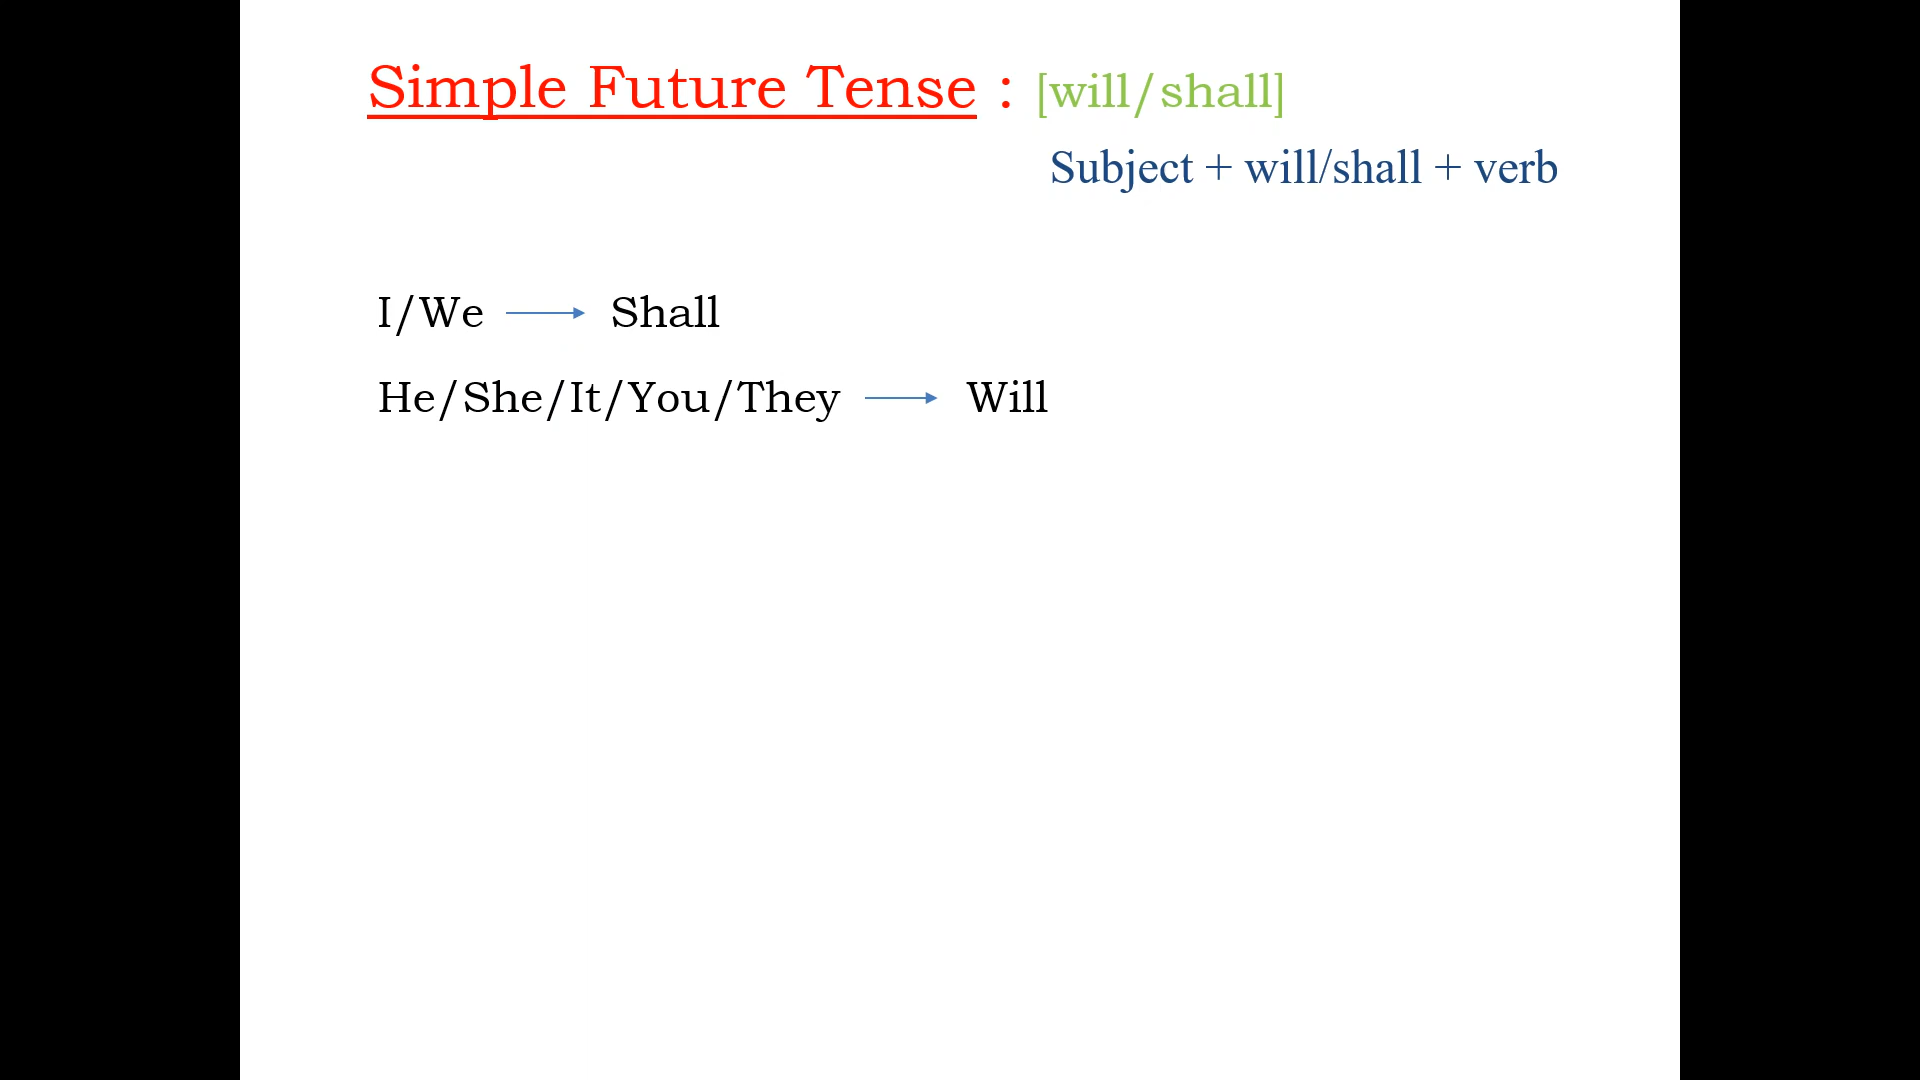 Simple Future Tense : [will/shall]
Subject + will/shall + verb
I/We → Shall
He/She/It/You/They → Will